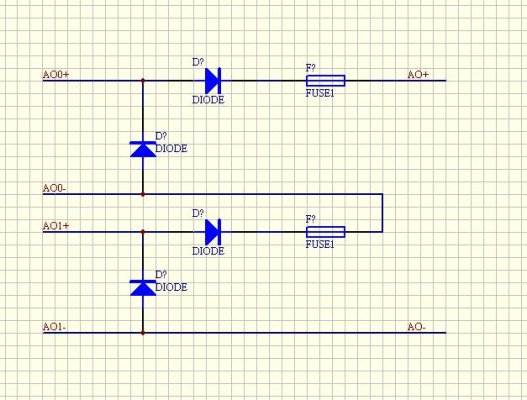 D?
F?
AO0+
AO+
DIODE
FUSE1
D?
DIODE
AO0-
D?
F?
AO1+
DIODE
FUSE1
D?
DIODE
AO1-
AO-